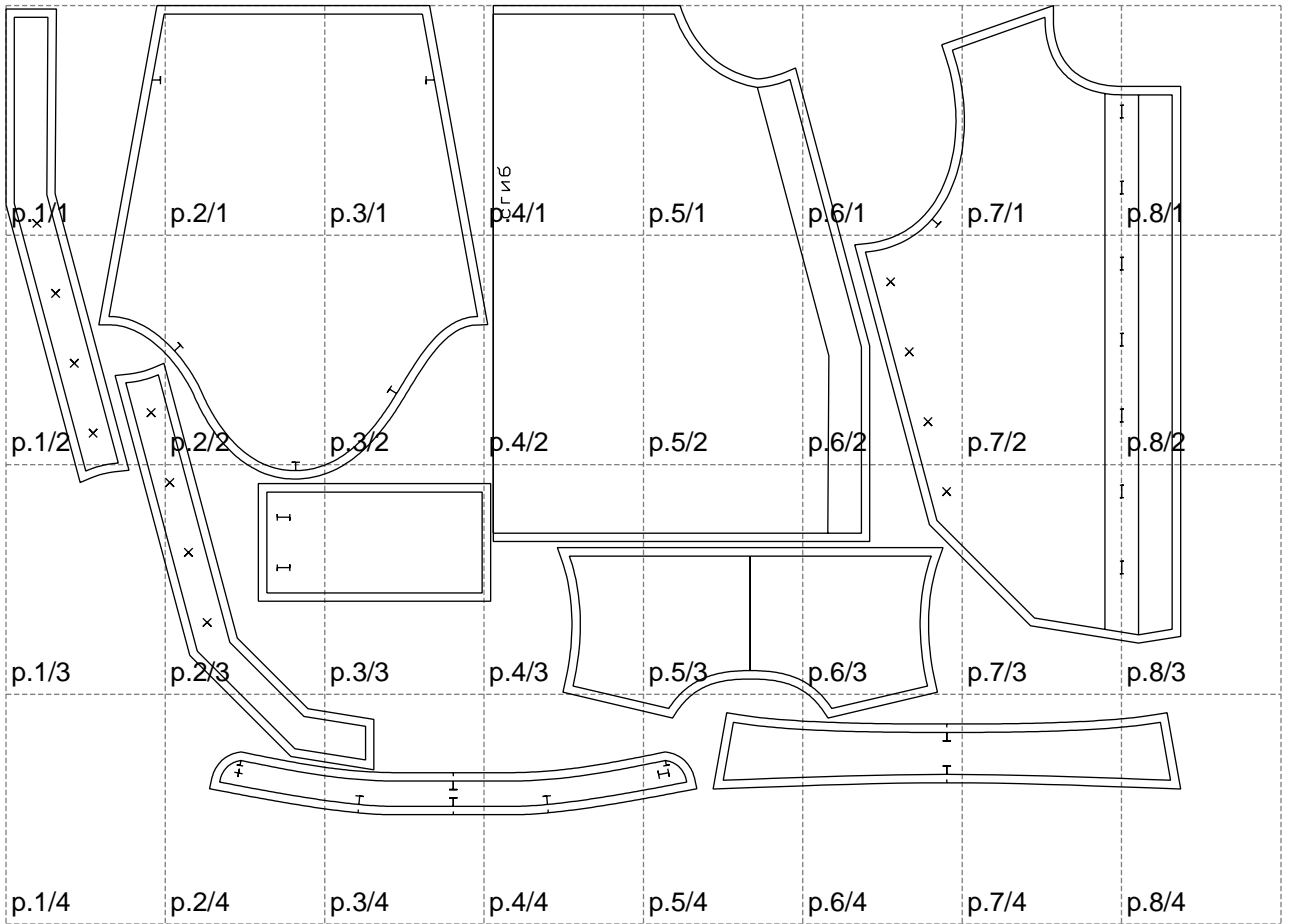 сгиб
p.1/1 p.2/1 p.3/1 p.4/1 p.5/1 p.6/1 p.7/1 p.8/1
p.1/2 p.2/2 p.3/2 p.4/2 p.5/2 p.6/2 p.7/2 p.8/2
p.1/3 p.2/3 p.3/3 p.4/3 p.5/3 p.6/3 p.7/3 p.8/3
p.1/4 p.2/4 p.3/4 p.4/4 p.5/4 p.6/4 p.7/4 p.8/4